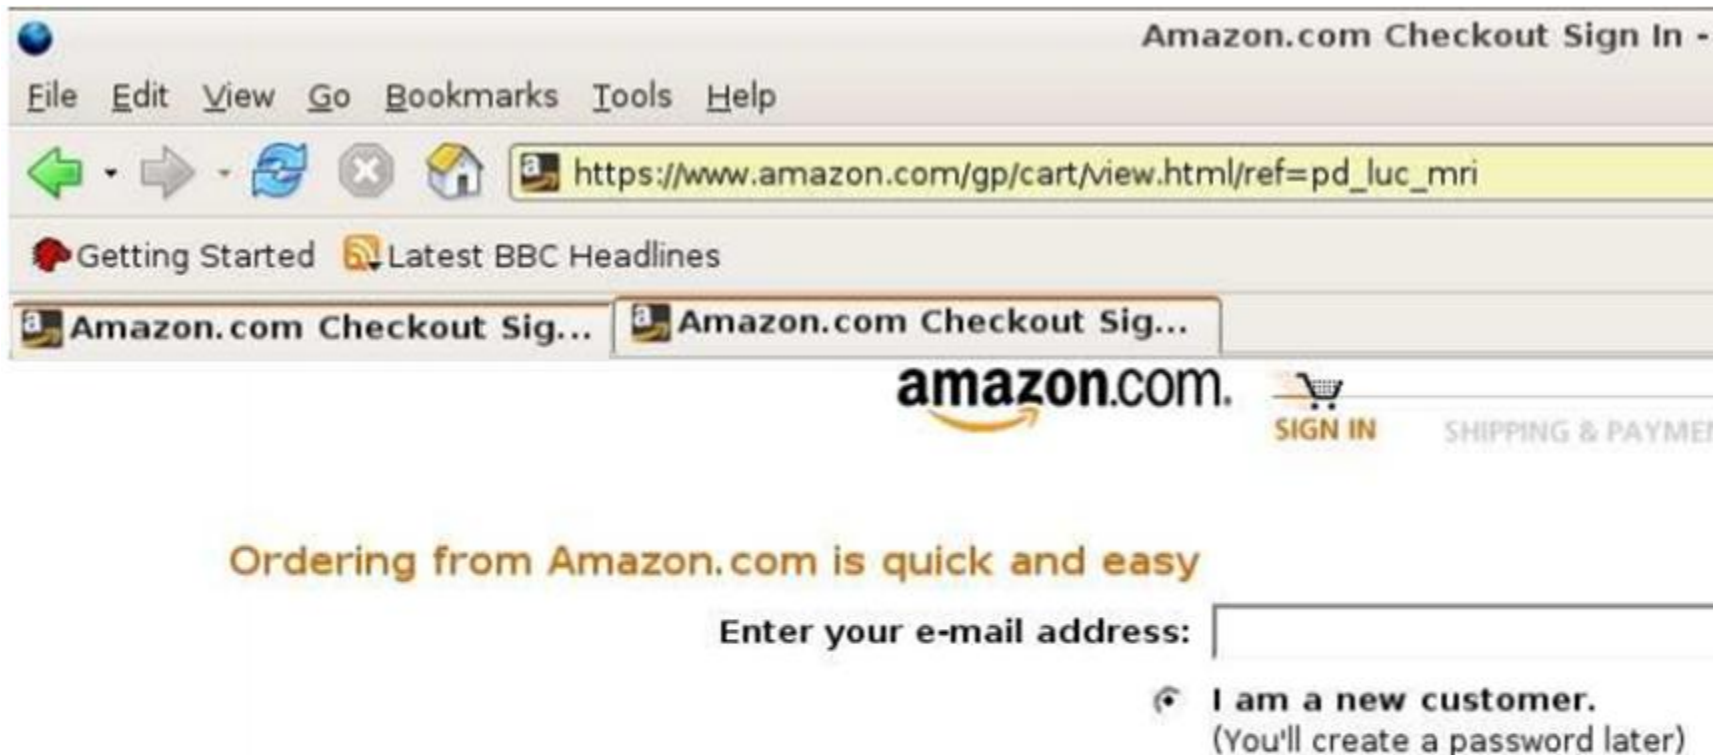 Amazon.com Checkout Sign In -
File Edit View Go Bookmarks Tools Help
https://www.amazon.com/gp/cart/view.html/ref=pd_luc_mri
Getting Started Latest BBC Headlines
Amazon.com Checkout Sig... Amazon.com Checkout Sig...
amazon.com.
SIGN IN SHIPPING & PAYMEN
Ordering from Amazon.com is quick and easy
Enter your e-mail address:
I am a new customer.
(You'll create a password later)